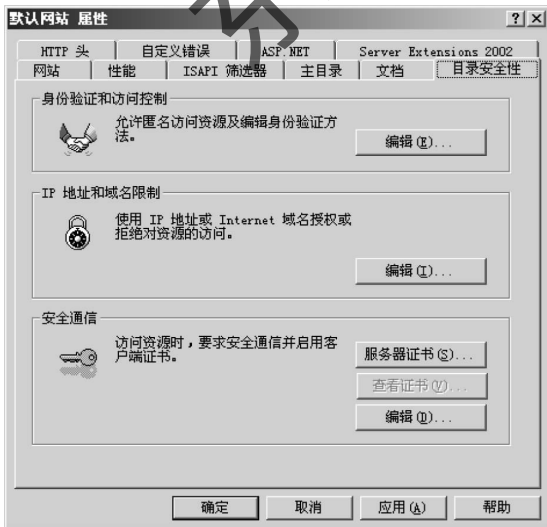 默认网站 属性
HTTP 头 自定义错误 ASP.NET Server Extensions 2002
网站 性能 ISAPI 筛选器 主目录 文档 目录安全性
身份验证和访问控制
允许匿名访问资源及编辑身份验证方
法。
编辑(E)...
IP 地址和域名限制
使用 IP 地址或 Internet 域名授权或
拒绝对资源的访问。
编辑(I)...
安全通信
访问资源时，要求安全通信并启用客
户端证书。
服务器证书(S)...
查看证书(V)...
编辑(D)...
确定 取消 应用(A) 帮助